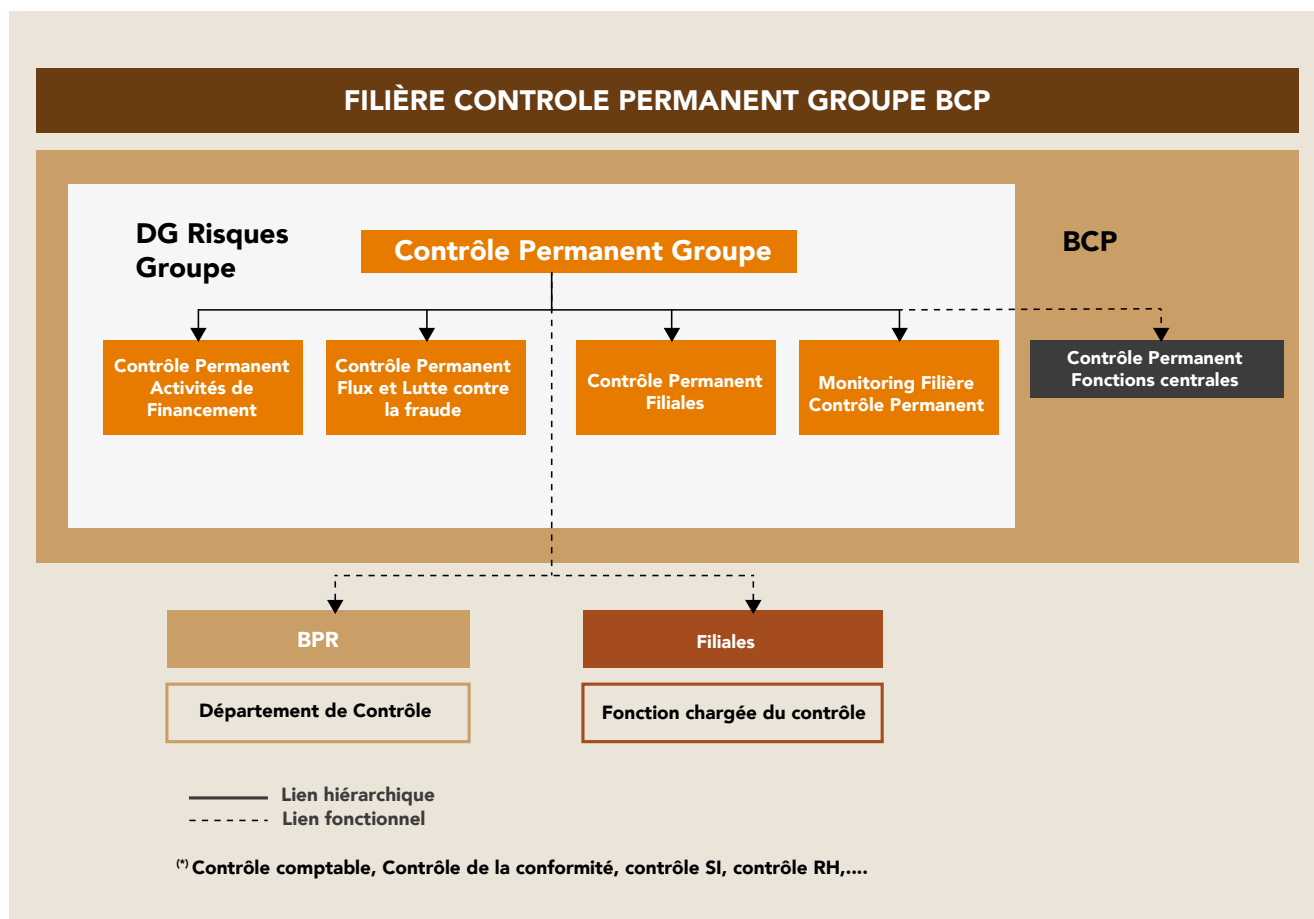 FILIÈRE CONTROLE PERMANENT GROUPE BCP
DG Risques
Groupe
Contrôle Permanent Groupe
BCP
Contrôle Permanent
Activités de
Financement
Contrôle Permanent
Flux et Lutte contre
la fraude
Contrôle Permanent
Filiales
Monitoring Filière
Contrôle Permanent
Contrôle Permanent
Fonctions centrales
BPR
Filiales
Département de Contrôle
Fonction chargée du contrôle
Lien hiérarchique
Lien fonctionnel
(*) Contrôle comptable, Contrôle de la conformité, contrôle SI, contrôle RH,....